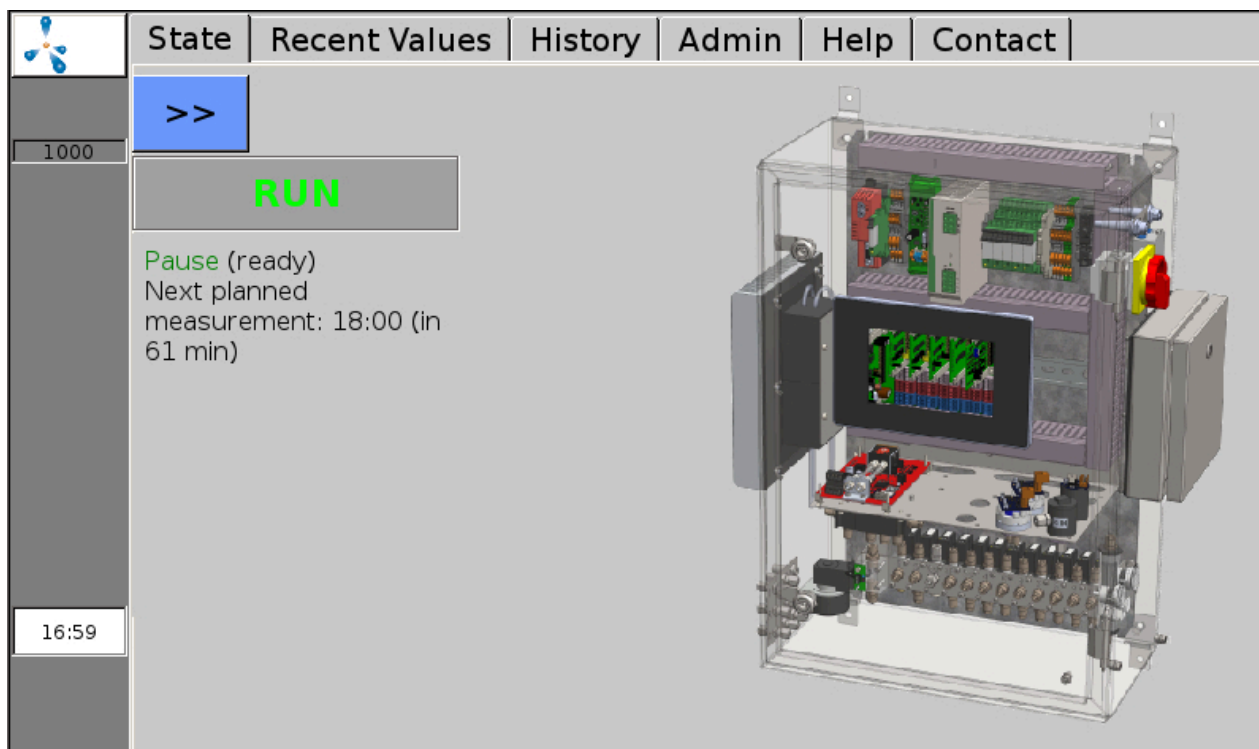 State
Recent Values
History
Admin
Help
Contact
>>
1000
RUN
Pause (ready)
Next planned
measurement: 18:00 (in
61 min)
16:59